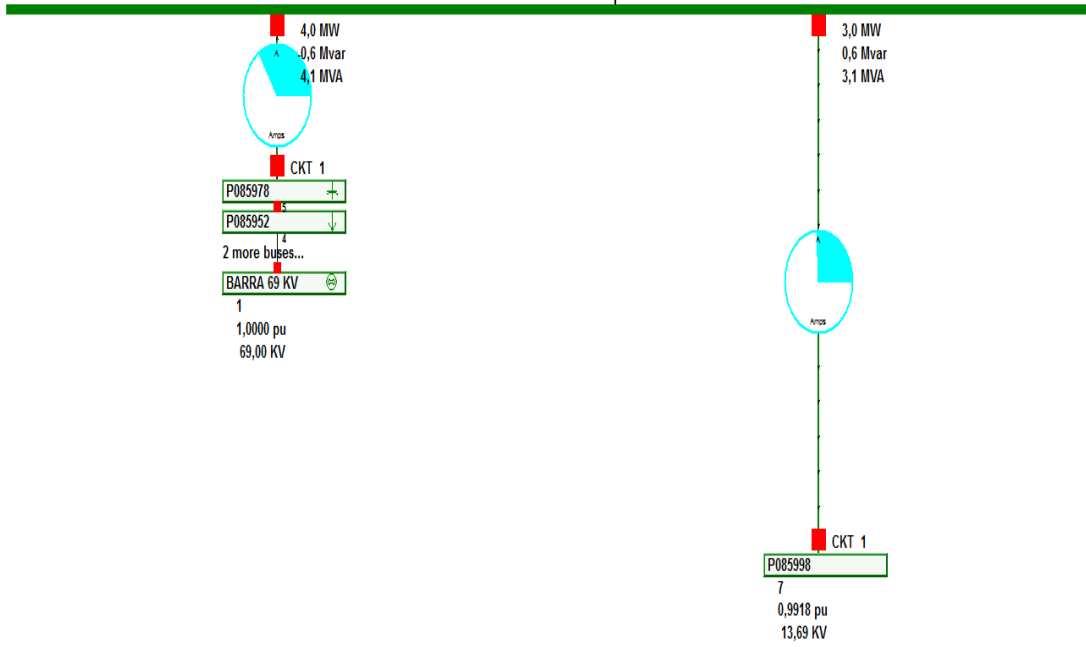 4,0 MW
-0,6 Mvar
4,1 MVA
A
Amps
CKT 1
P085978
5
P085952
4
2 more buses...
BARRA 69 KV
1
1,0000 pu
69,00 KV
3,0 MW
0,6 Mvar
3,1 MVA
A
Amps
CKT 1
P085998
7
0,9918 pu
13,69 KV